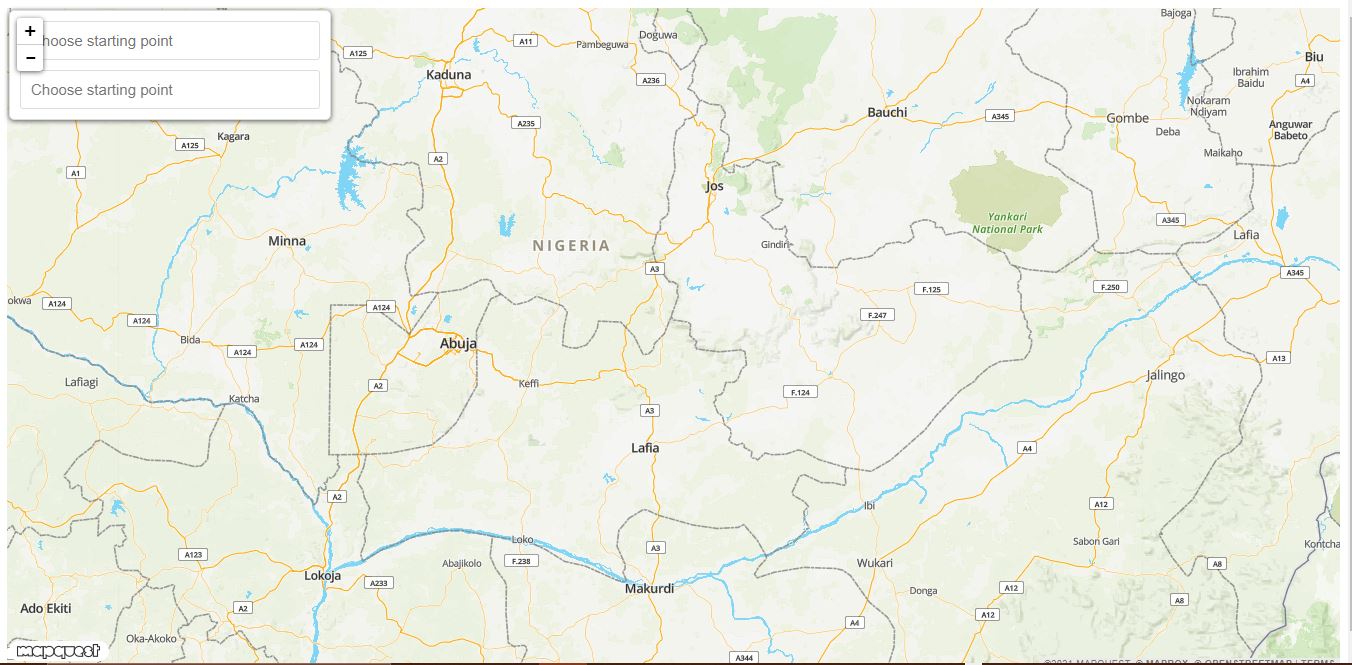 +
hoose starting point
−
Choose starting point
Bajoga
A11
Doguwa
Pambeguwa
A125
Biu
Kaduna
A236
Ibrahim
Baidu
A4
Nokaram
Ndiyam
Bauchi
A345
Gombe
A235
Deba
Anguwar
Babeto
Kagara
A125
Maikaho
A2
A1
Jos
Yankari
National Park
A345
Minna
NIGERIA
Gindiri
Lafia
A3
A345
F.125
F.250
okwa
A124
A124
A124
F.247
Bida
A124
A124
Abuja
A13
Lafiagi
A2
Keffi
Jalingo
Katcha
F.124
A3
Lafia
A4
A2
Ibi
A12
Loko
Sabon Gari
Kontcha
A123
A3
Abajikolo
F.238
Wukari
A8
Lokoja
A233
Makurdi
Donga
A12
Ado Ekiti
A2
A8
A12
A4
Oka-Akoko
mapquest
A344
©2021 MAPQUEST © MAPBOX © OPENSTREETMAP TERMS